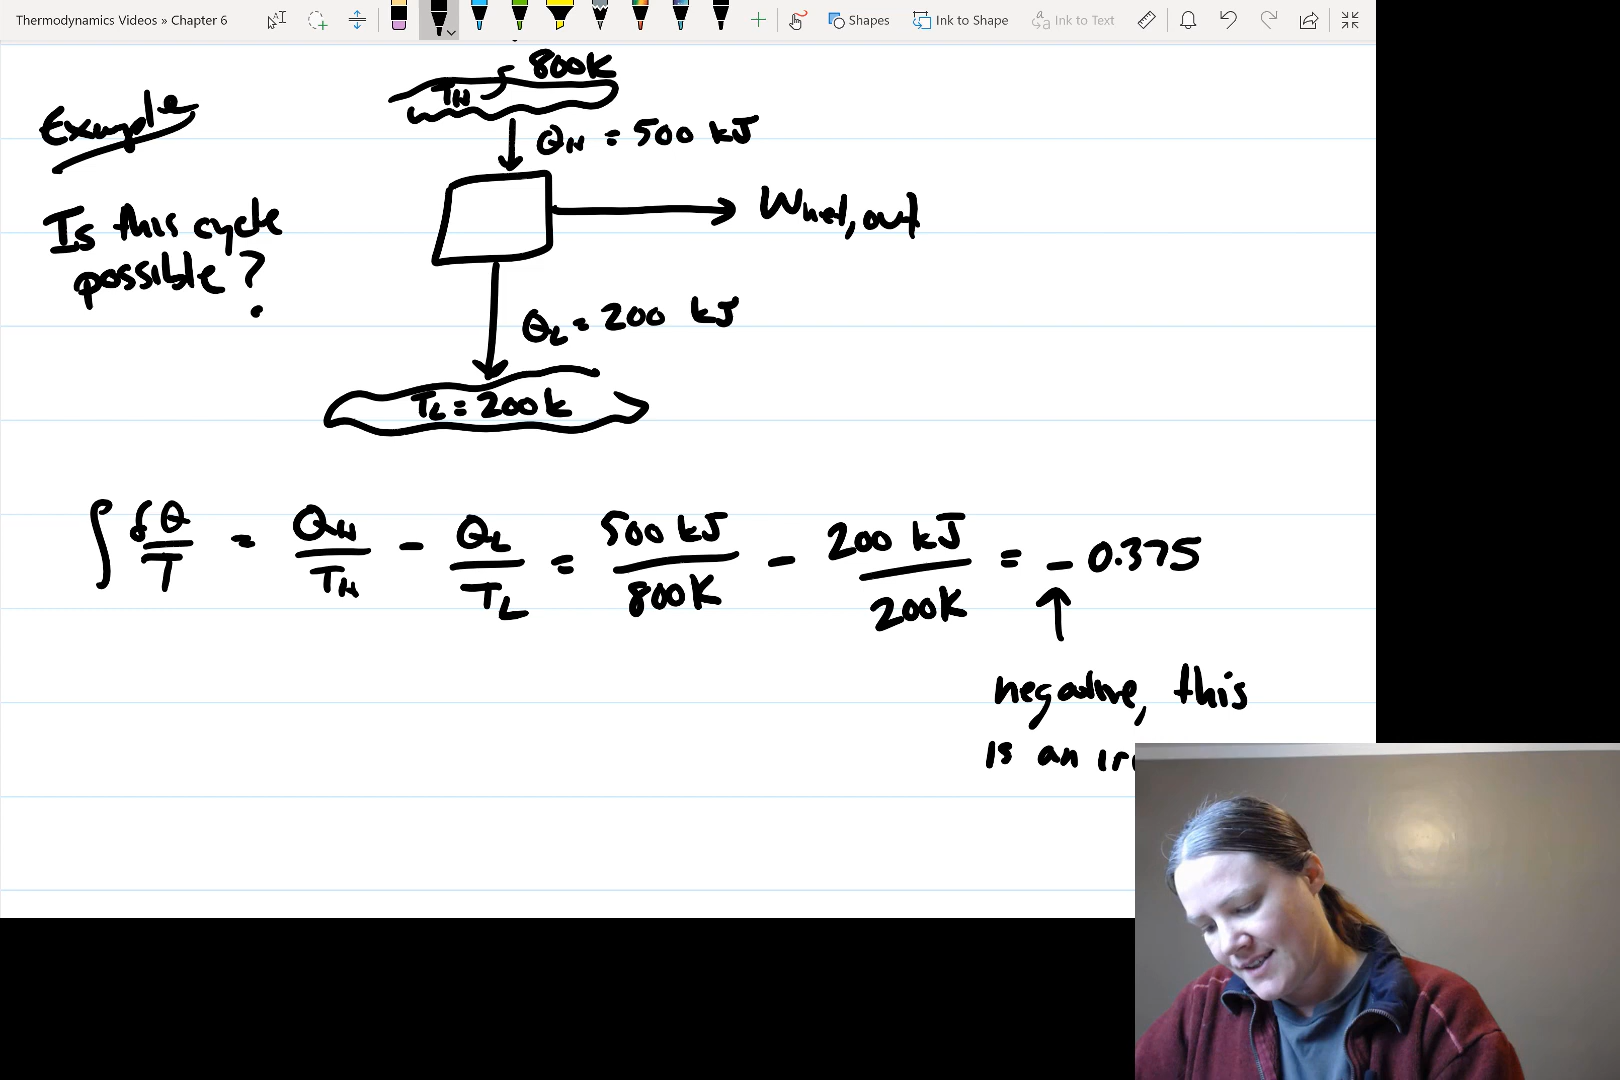 Thermodynamics Videos » Chapter 6
Shapes
Ink to Shape
Ink to Text
Example
Is this cycle
possible?
800K
TH
QH = 500 kJ
Wnet, out
QL = 200 kJ
TL = 200K
∫ δQ/T = QH/TH - QL/TL = 500 kJ/800K - 200 kJ/200K = - 0.375
↑
negative, this
is an